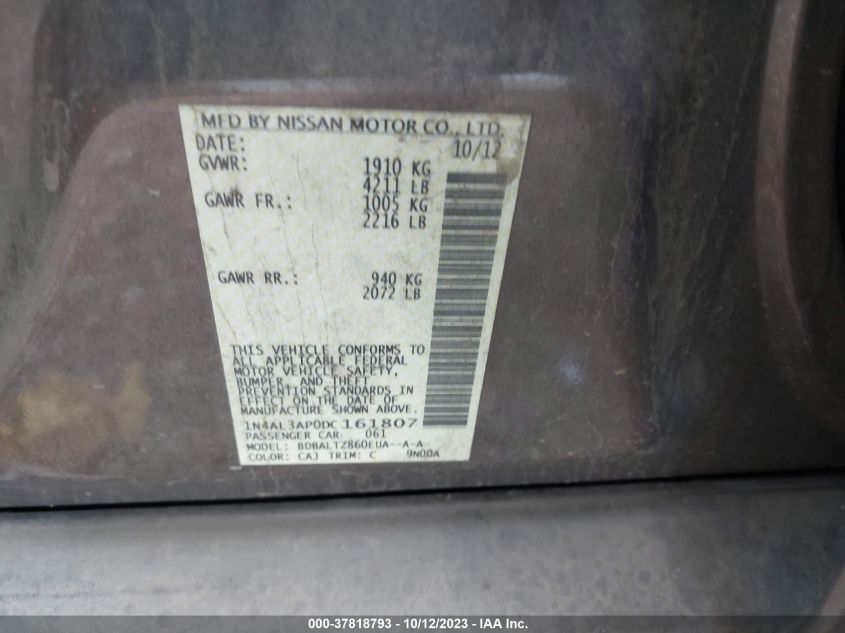 MFD BY NISSAN MOTOR CO., LTD.
DATE: 10/12
GVWR: 1910 KG
4211 LB
GAWR FR.: 1005 KG
2216 LB
GAWR RR.: 940 KG
2072 LB
THIS VEHICLE CONFORMS TO
ALL APPLICABLE FEDERAL
MOTOR VEHICLE SAFETY,
BUMPER, AND THEFT
PREVENTION STANDARDS IN
EFFECT ON THE DATE OF
MANUFACTURE SHOWN ABOVE.
1N4AL3AP0DC161807
PASSENGER CAR 061
MODEL: BDBALTZ860EUA--A-A
COLOR: CAJ TRIM: C 9N00A
000-37818793 - 10/12/2023 - IAA Inc.